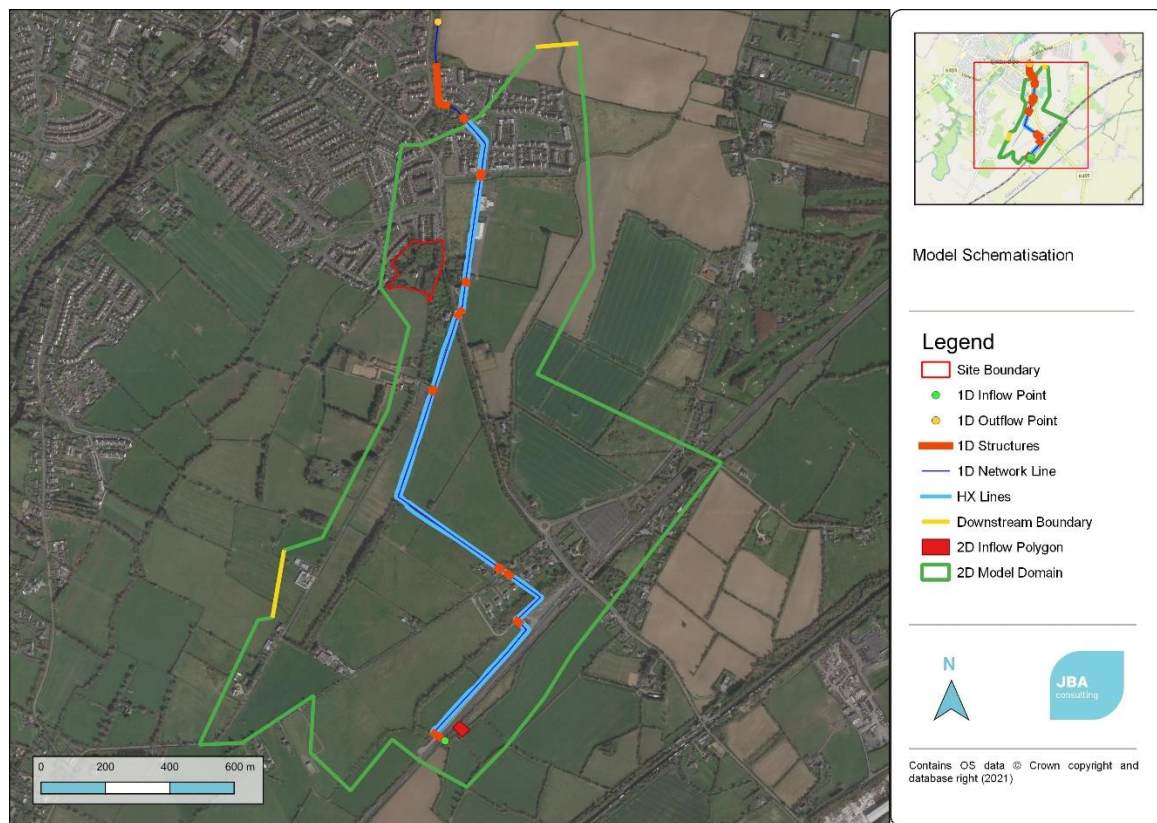 Model Schematisation
Legend
Site Boundary
1D Inflow Point
1D Outflow Point
1D Structures
1D Network Line
HX Lines
Downstream Boundary
2D Inflow Polygon
2D Model Domain
N
JBA
consulting
Contains OS data © Crown copyright and
database right (2021)
0 200 400 600 m